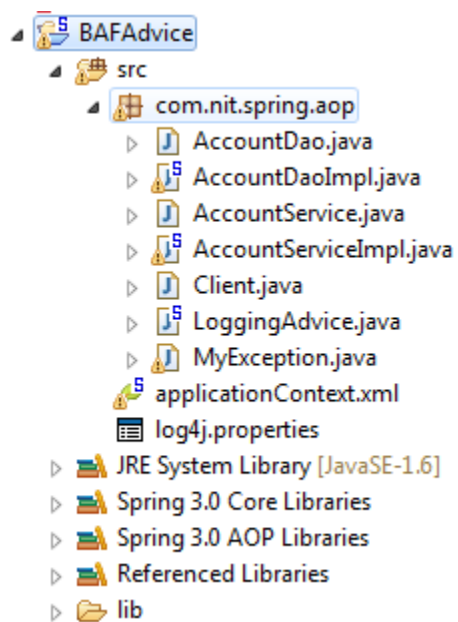 BAFAdvice
src
com.nit.spring.aop
AccountDao.java
AccountDaoImpl.java
AccountService.java
AccountServiceImpl.java
Client.java
LoggingAdvice.java
MyException.java
applicationContext.xml
log4j.properties
JRE System Library [JavaSE-1.6]
Spring 3.0 Core Libraries
Spring 3.0 AOP Libraries
Referenced Libraries
lib